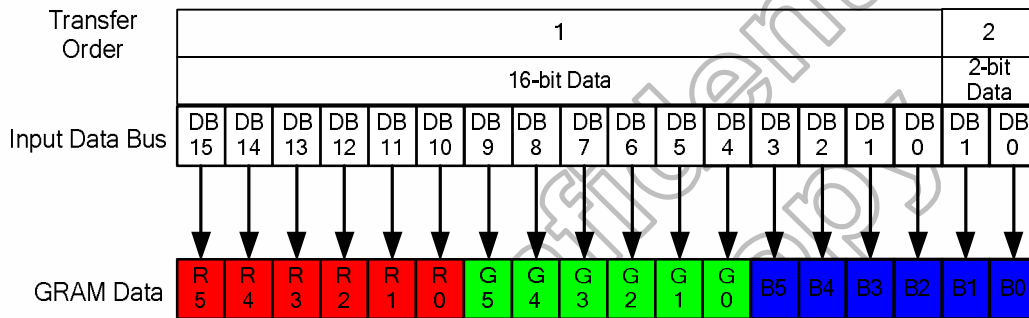 Transfer Order
1
2
16-bit Data
2-bit Data
Input Data Bus
DB 15 DB 14 DB 13 DB 12 DB 11 DB 10 DB 9 DB 8 DB 7 DB 6 DB 5 DB 4 DB 3 DB 2 DB 1 DB 0 DB 1 DB 0
GRAM Data
R 5 R 4 R 3 R 2 R 1 R 0 G 5 G 4 G 3 G 2 G 1 G 0 B5 B4 B3 B2 B1 B0